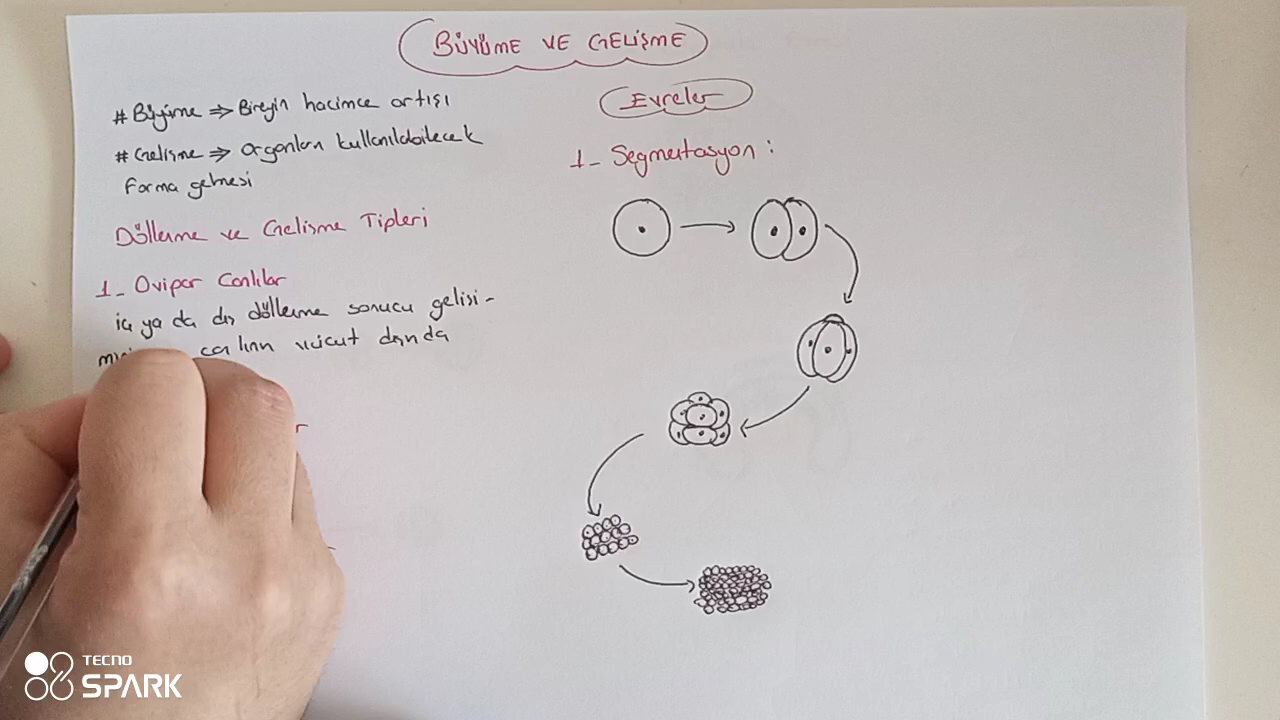 BÜYÜME VE GELİŞME
# Büyüme ⇒ Bireyin hacimce artışı
# Gelişme ⇒ Organların kullanılabilecek
forma gelmesi
Döllenme ve Gelişme Tipleri
1- Ovipar Canlılar
iç ya da dış döllenme sonucu gelişi-
canlının vücut dışında
Evreler
1- Segmentasyon :
TECNO
SPARK